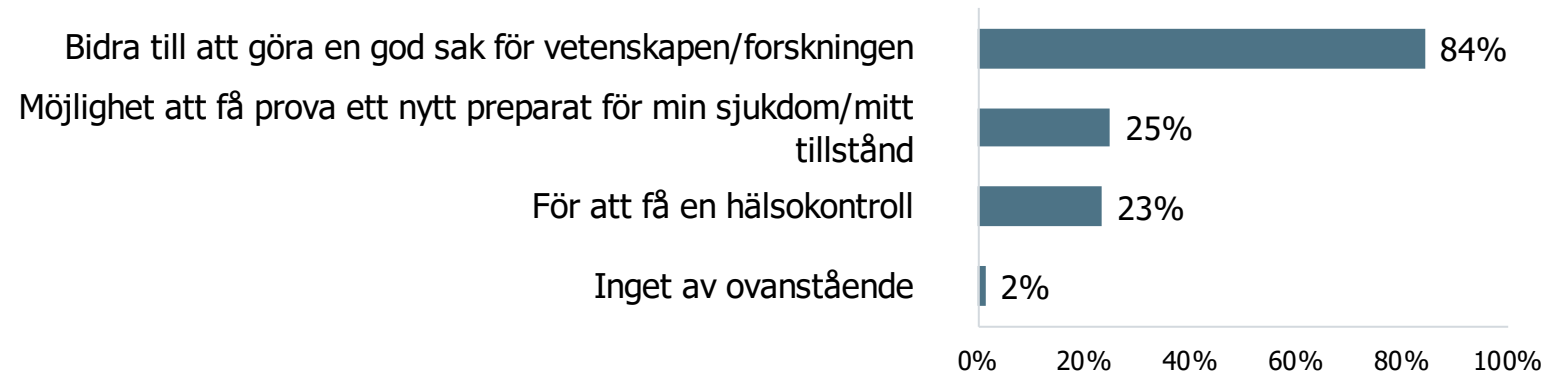 Bidra till att göra en god sak för vetenskapen/forskningen
84%
Möjlighet att få prova ett nytt preparat för min sjukdom/mitt
tillstånd
25%
För att få en hälsokontroll
23%
Inget av ovanstående
2%
0% 20% 40% 60% 80% 100%